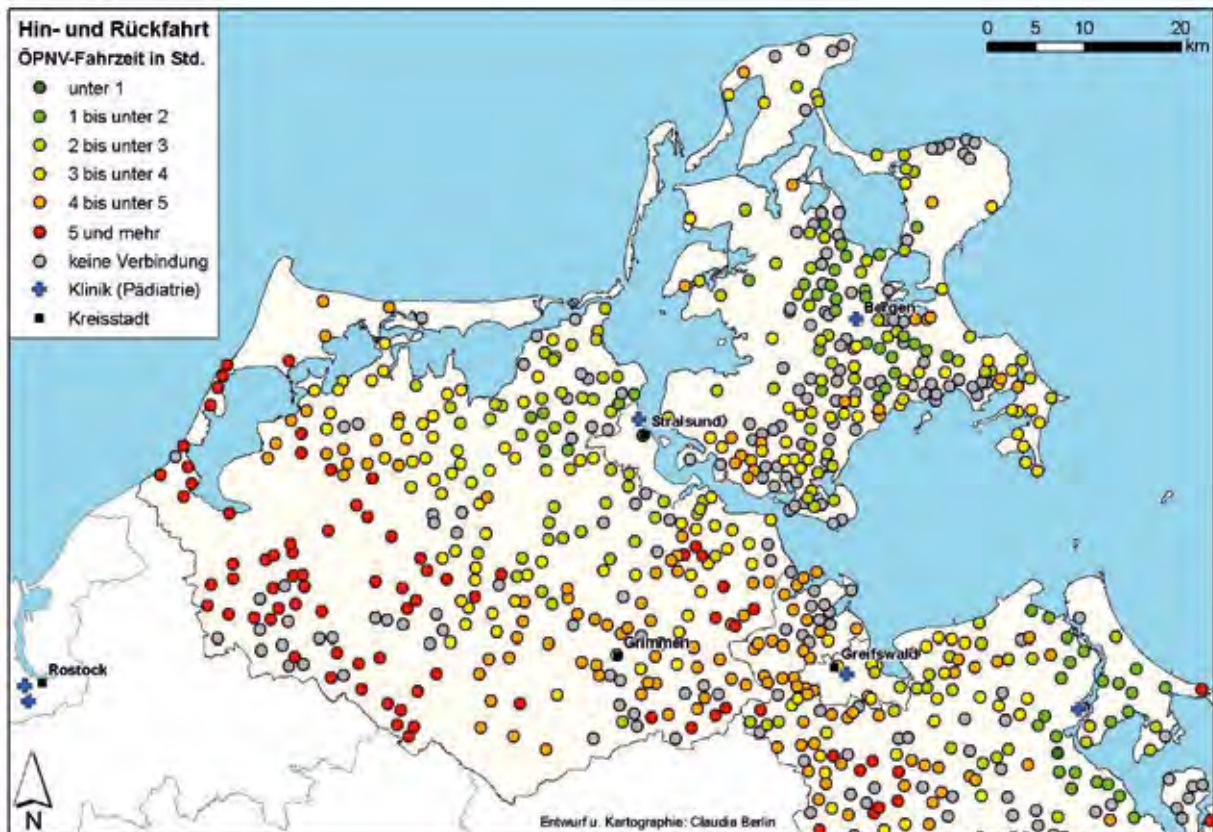 Hin- und Rückfahrt
ÖPNV-Fahrzeit in Std.
unter 1
1 bis unter 2
2 bis unter 3
3 bis unter 4
4 bis unter 5
5 und mehr
keine Verbindung
Klinik (Pädiatrie)
Kreisstadt
0 5 10 20
km
Bergen
Stralsund
Grimmen
Greifswald
Rostock
N
Entwurf u. Kartographie: Claudia Berlin